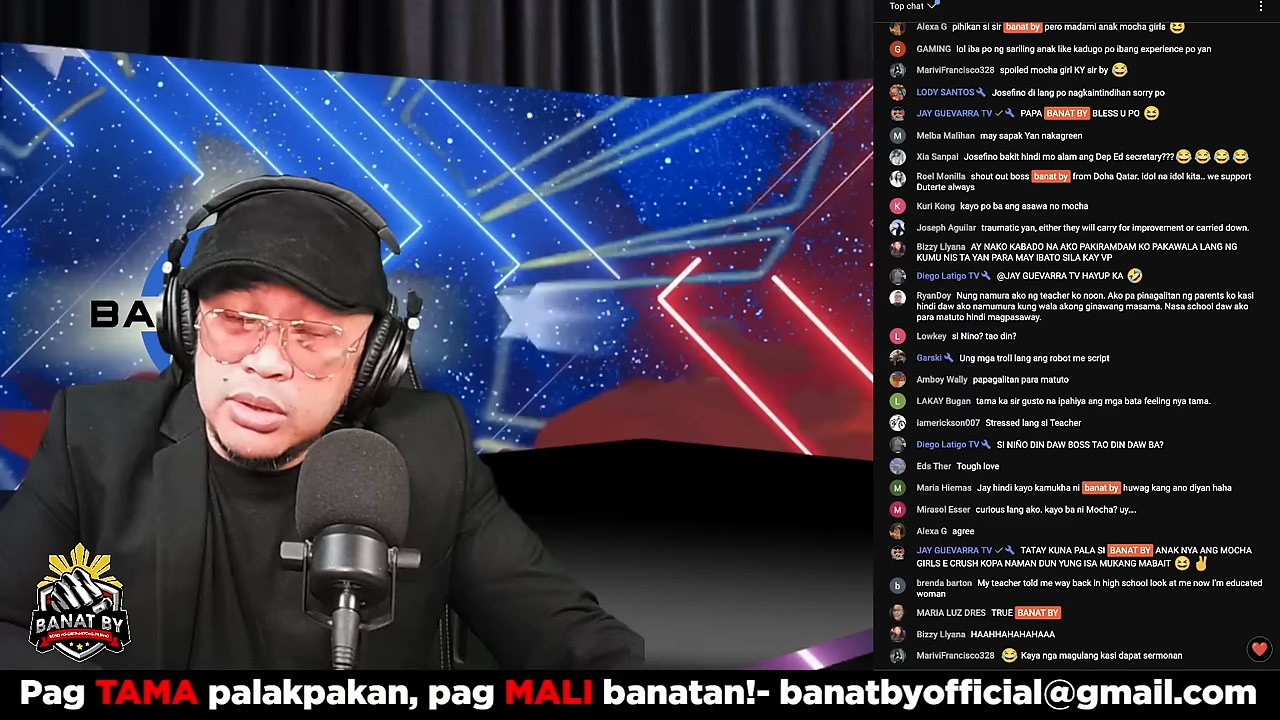 Top chat
Alexa G pihikan si sir banat by pero madami anak mocha girls
G GAMING lol iba po ng sariling anak like kadugo po ibang experience po yan
MariviFrancisco328 spoiled mocha girl KY sir by
LODY SANTOS Josefino di lang po nagkaintindihan sorry po
JAY GUEVARRA TV PAPA BANAT BY BLESS U PO
M Melba Malihan may sapak Yan nakagreen
Xia Sanpai Josefino bakit hindi mo alam ang Dep Ed secretary???
Roel Monilla shout out boss banat by from Doha Qatar. idol na idol kita.. we support
Duterte always
K Kuri Kong kayo po ba ang asawa no mocha
Joseph Aguilar traumatic yan, either they will carry for improvement or carried down.
Bizzy Llyana AY NAKO KABADO NA AKO PAKIRAMDAM KO PAKAWALA LANG NG
KUMU NIS TA YAN PARA MAY IBATO SILA KAY VP
Diego Latigo TV @JAY GUEVARRA TV HAYUP KA
RyanDoy Nung namura ako ng teacher ko noon. Ako pa pinagalitan ng parents ko kasi
hindi daw ako namumura kung wala akong ginawang masama. Nasa school daw ako
para matuto hindi magpasaway.
L Lowkey si Nino? tao din?
Garski Ung mga troll lang ang robot me script
Amboy Wally papagalitan para matuto
L LAKAY Bugan tama ka sir gusto na ipahiya ang mga bata feeling nya tama.
iamerickson007 Stressed lang si Teacher
Diego Latigo TV SI NIÑO DIN DAW BOSS TAO DIN DAW BA?
Eds Ther Tough love
M Maria Hiemas Jay hindi kayo kamukha ni banat by huwag kang ano diyan haha
M Mirasol Esser curious lang ako. kayo ba ni Mocha? uy....
Alexa G agree
JAY GUEVARRA TV TATAY KUNA PALA SI BANAT BY ANAK NYA ANG MOCHA
GIRLS E CRUSH KOPA NAMAN DUN YUNG ISA MUKANG MABAIT
b brenda barton My teacher told me way back in high school look at me now I'm educated
woman
MARIA LUZ DRES TRUE BANAT BY
Bizzy Llyana HAAHHAHAHAHAAA
MariviFrancisco328 Kaya nga magulang kasi dapat sermonan
BA
BANAT BY
Pag TAMA palakpakan, pag MALI banatan!- banatbyofficial@gmail.com